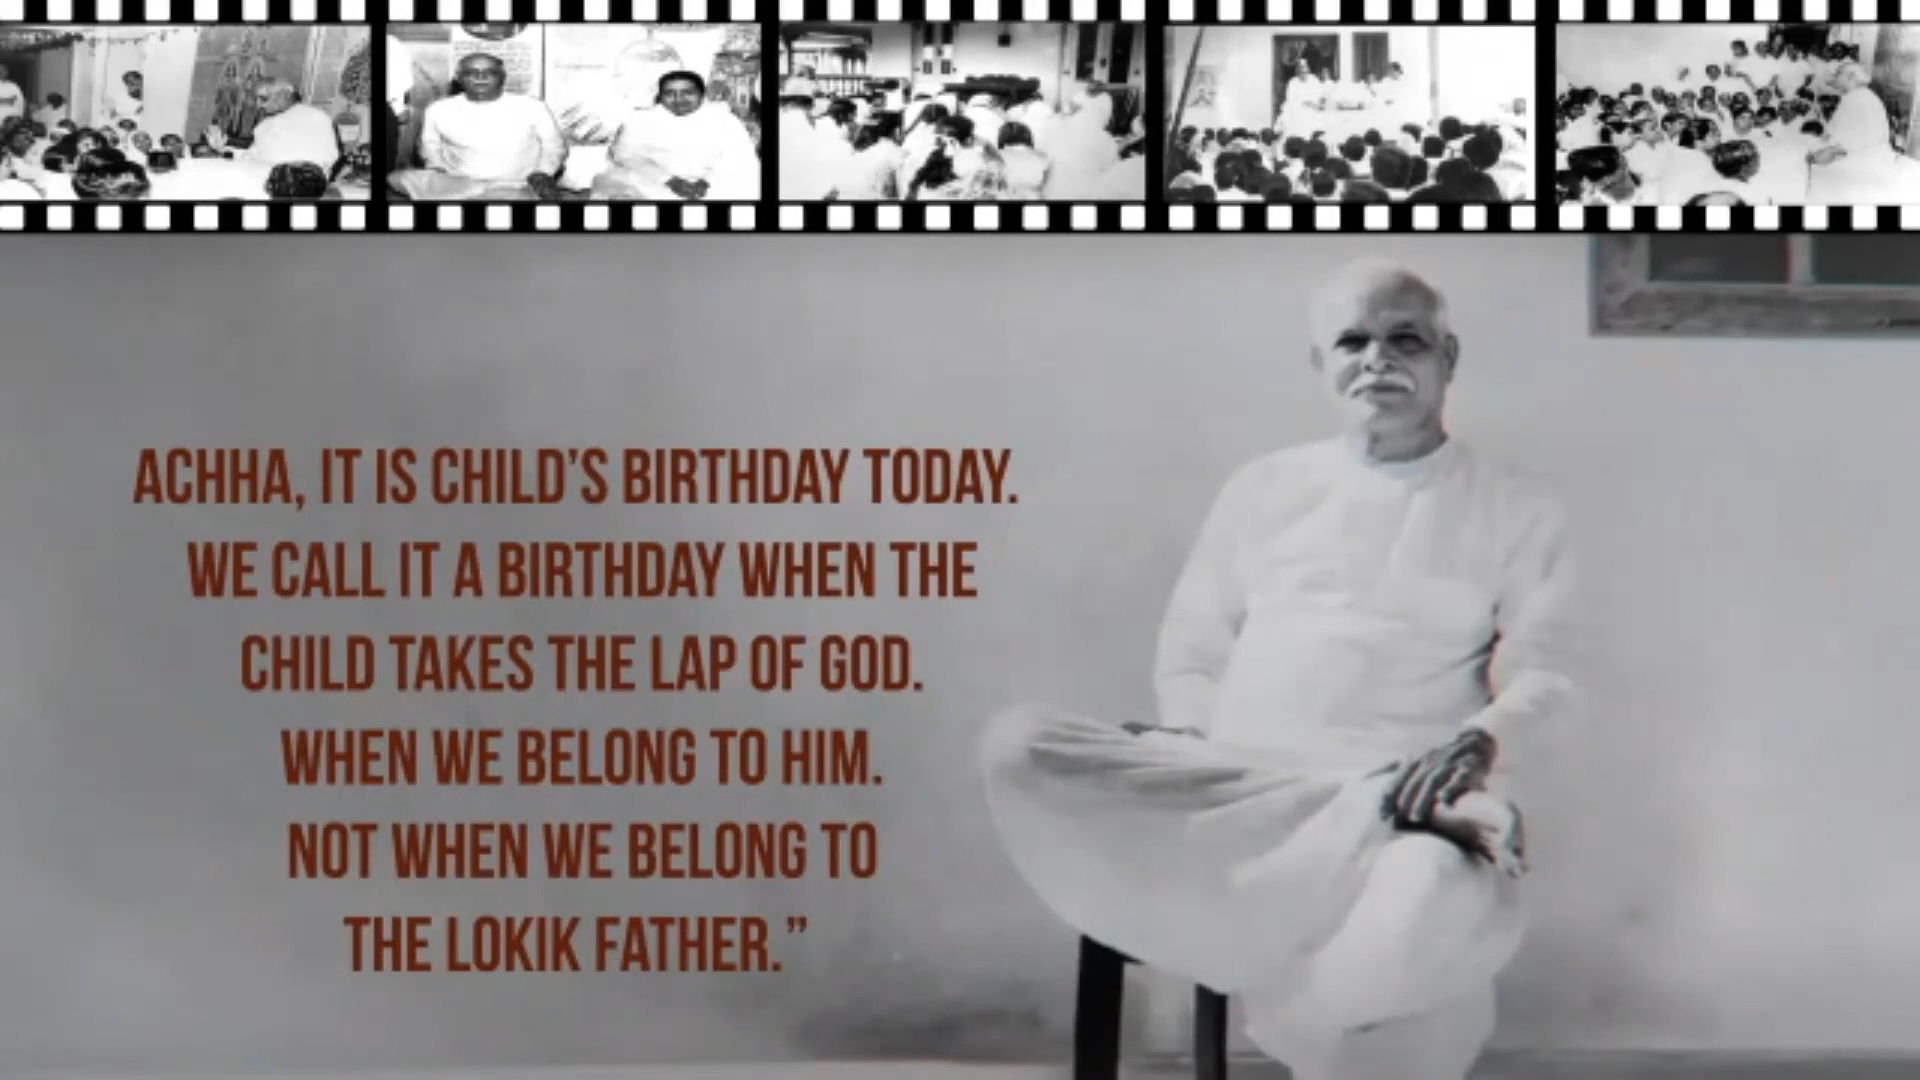 ACHHA, IT IS CHILD'S BIRTHDAY TODAY.
WE CALL IT A BIRTHDAY WHEN THE
CHILD TAKES THE LAP OF GOD.
WHEN WE BELONG TO HIM.
NOT WHEN WE BELONG TO
THE LOKIK FATHER.”